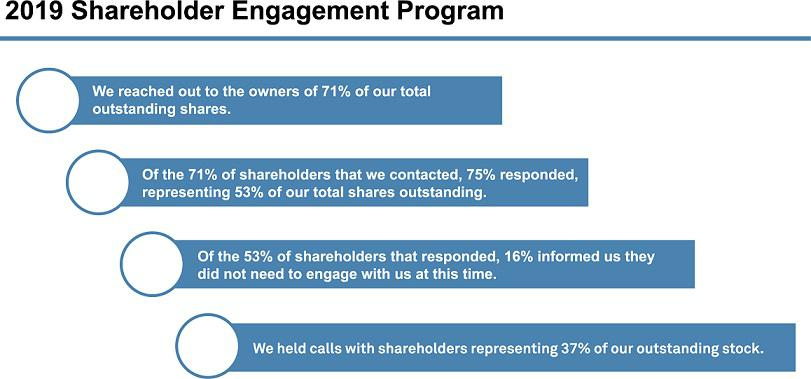 2019 Shareholder Engagement Program
We reached out to the owners of 71% of our total
outstanding shares.
Of the 71% of shareholders that we contacted, 75% responded,
representing 53% of our total shares outstanding.
Of the 53% of shareholders that responded, 16% informed us they
did not need to engage with us at this time.
We held calls with shareholders representing 37% of our outstanding stock.